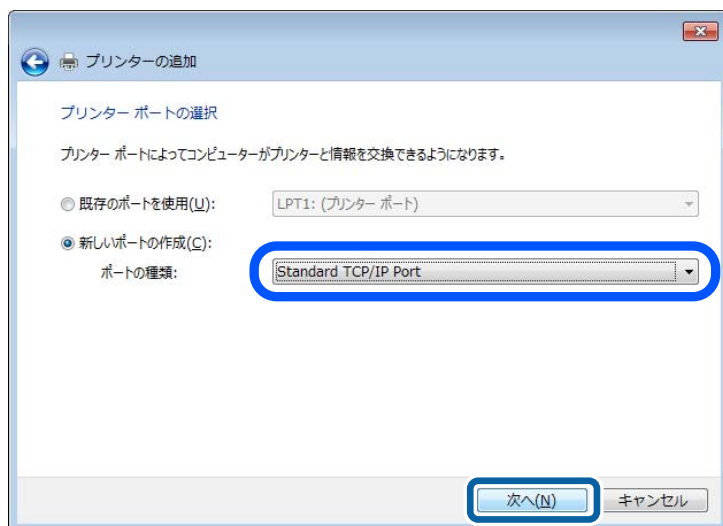 プリンターの追加
プリンター ポートの選択
プリンター ポートによってコンピューターがプリンターと情報を交換できるようになります。
既存のポートを使用(U): LPT1: (プリンター ポート)
新しいポートの作成(C):
ポートの種類: Standard TCP/IP Port
次へ(N) キャンセル